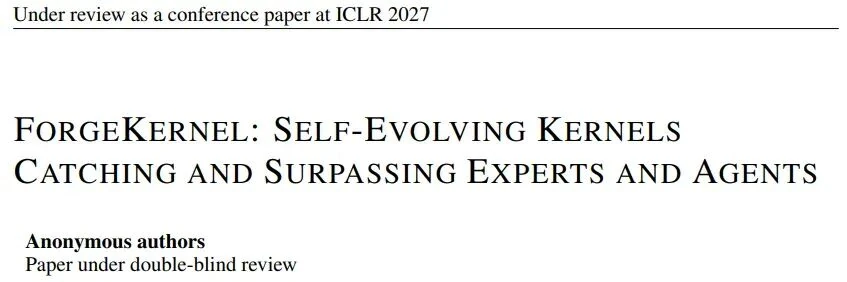 Under review as a conference paper at ICLR 2027
FORGEKERNEL: SELF-EVOLVING KERNELS
CATCHING AND SURPASSING EXPERTS AND AGENTS
Anonymous authors
Paper under double-blind review